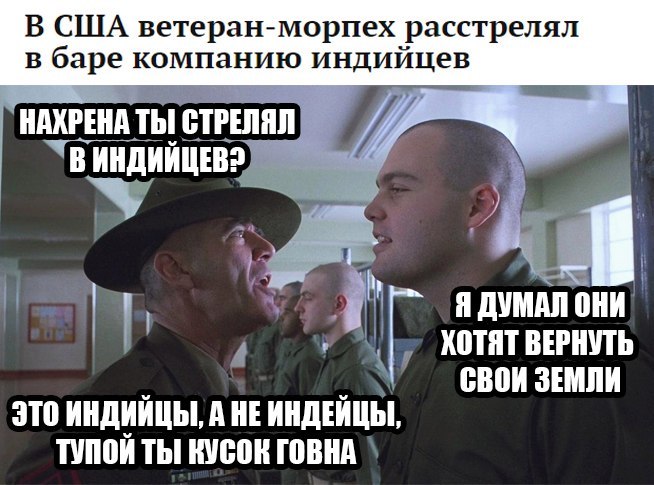 В США ветеран-морпех расстрелял
в баре компанию индийцев
НАХРЕНА ТЫ СТРЕЛЯЛ
В ИНДИЙЦЕВ?
Я ДУМАЛ ОНИ
ХОТЯТ ВЕРНУТЬ
СВОИ ЗЕМЛИ
ЭТО ИНДИЙЦЫ, А НЕ ИНДЕЙЦЫ,
ТУПОЙ ТЫ КУСОК ГОВНА